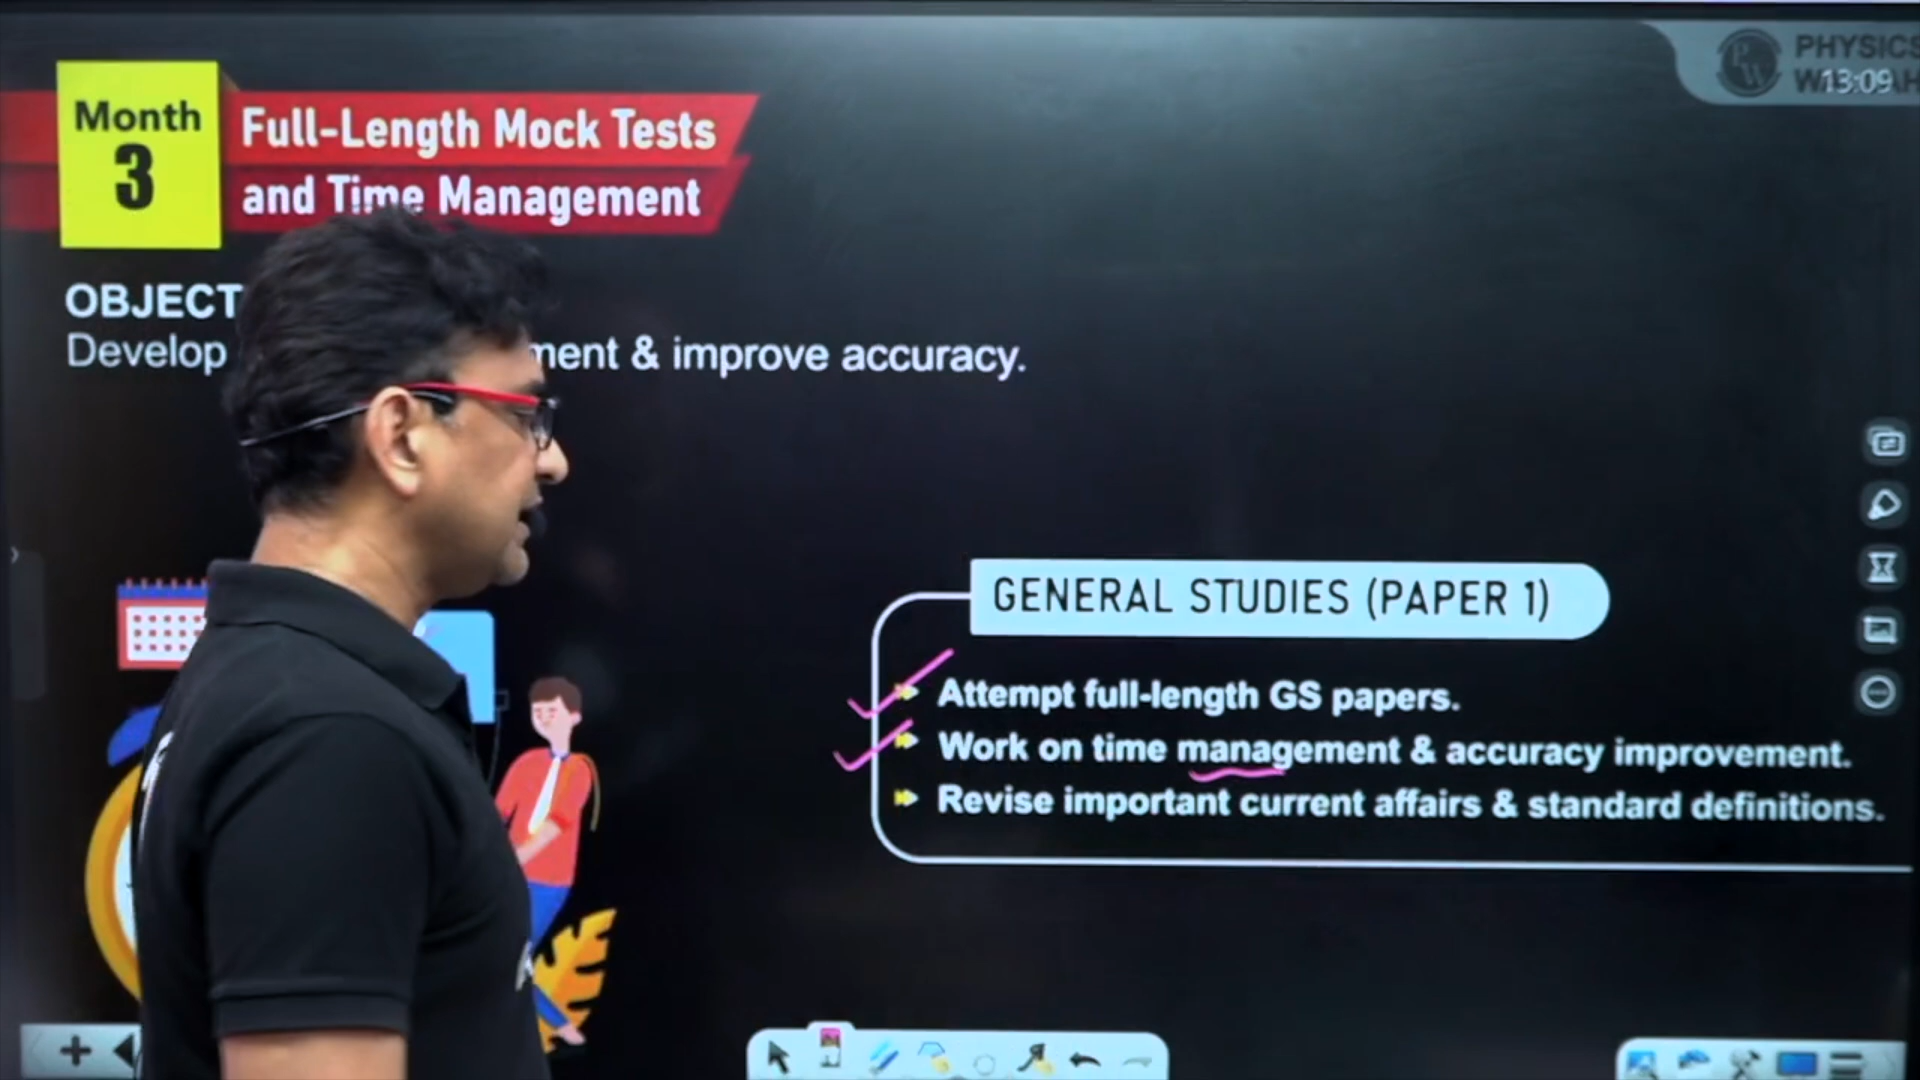 PHYSICS
13:09
Month
3
Full-Length Mock Tests
and Time Management
OBJECT
Develop ment & improve accuracy.
GENERAL STUDIES (PAPER 1)
Attempt full-length GS papers.
Work on time management & accuracy improvement.
Revise important current affairs & standard definitions.